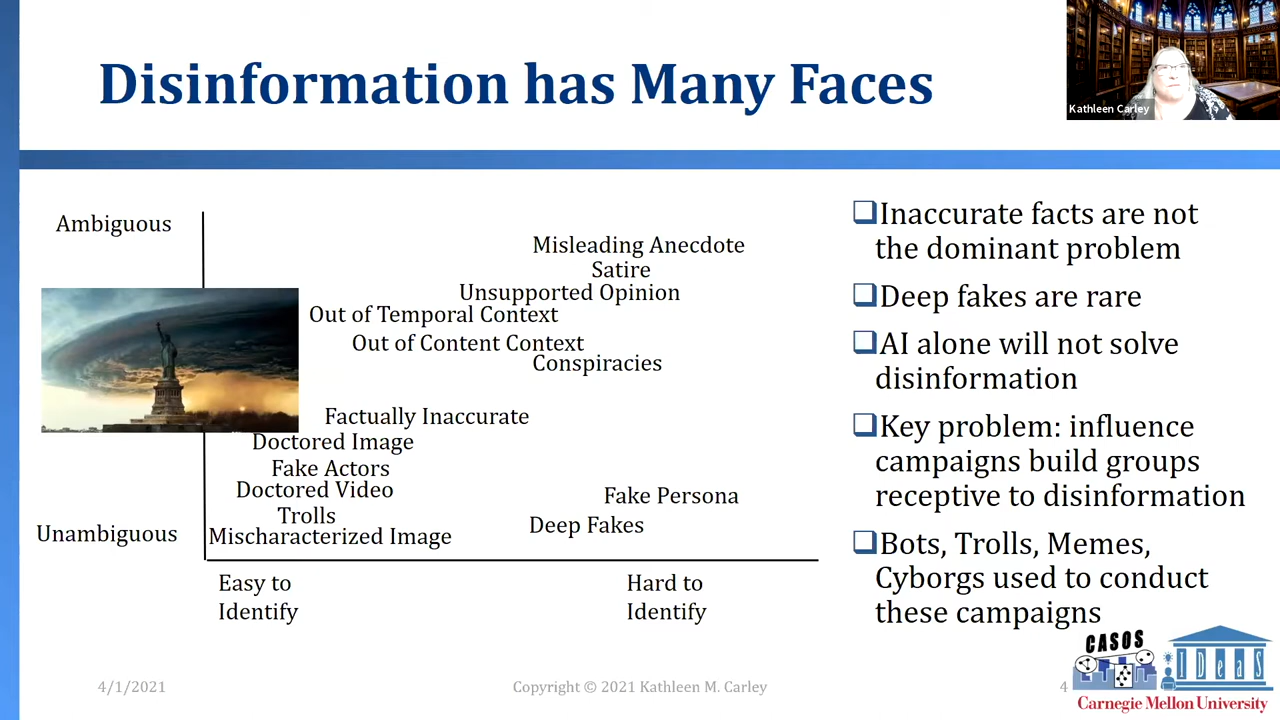 Disinformation has Many Faces
Kathleen Carley
Ambiguous
Misleading Anecdote
Satire
Unsupported Opinion
Out of Temporal Context
Out of Content Context
Conspiracies
Factually Inaccurate
Doctored Image
Fake Actors
Doctored Video
Fake Persona
Trolls
Deep Fakes
Unambiguous
Mischaracterized Image
Easy to
Identify
Hard to
Identify
❑Inaccurate facts are not
the dominant problem
❑Deep fakes are rare
❑AI alone will not solve
disinformation
❑Key problem: influence
campaigns build groups
receptive to disinformation
❑Bots, Trolls, Memes,
Cyborgs used to conduct
these campaigns
4/1/2021
Copyright © 2021 Kathleen M. Carley
4
CASOS
IDeaS
Carnegie Mellon University